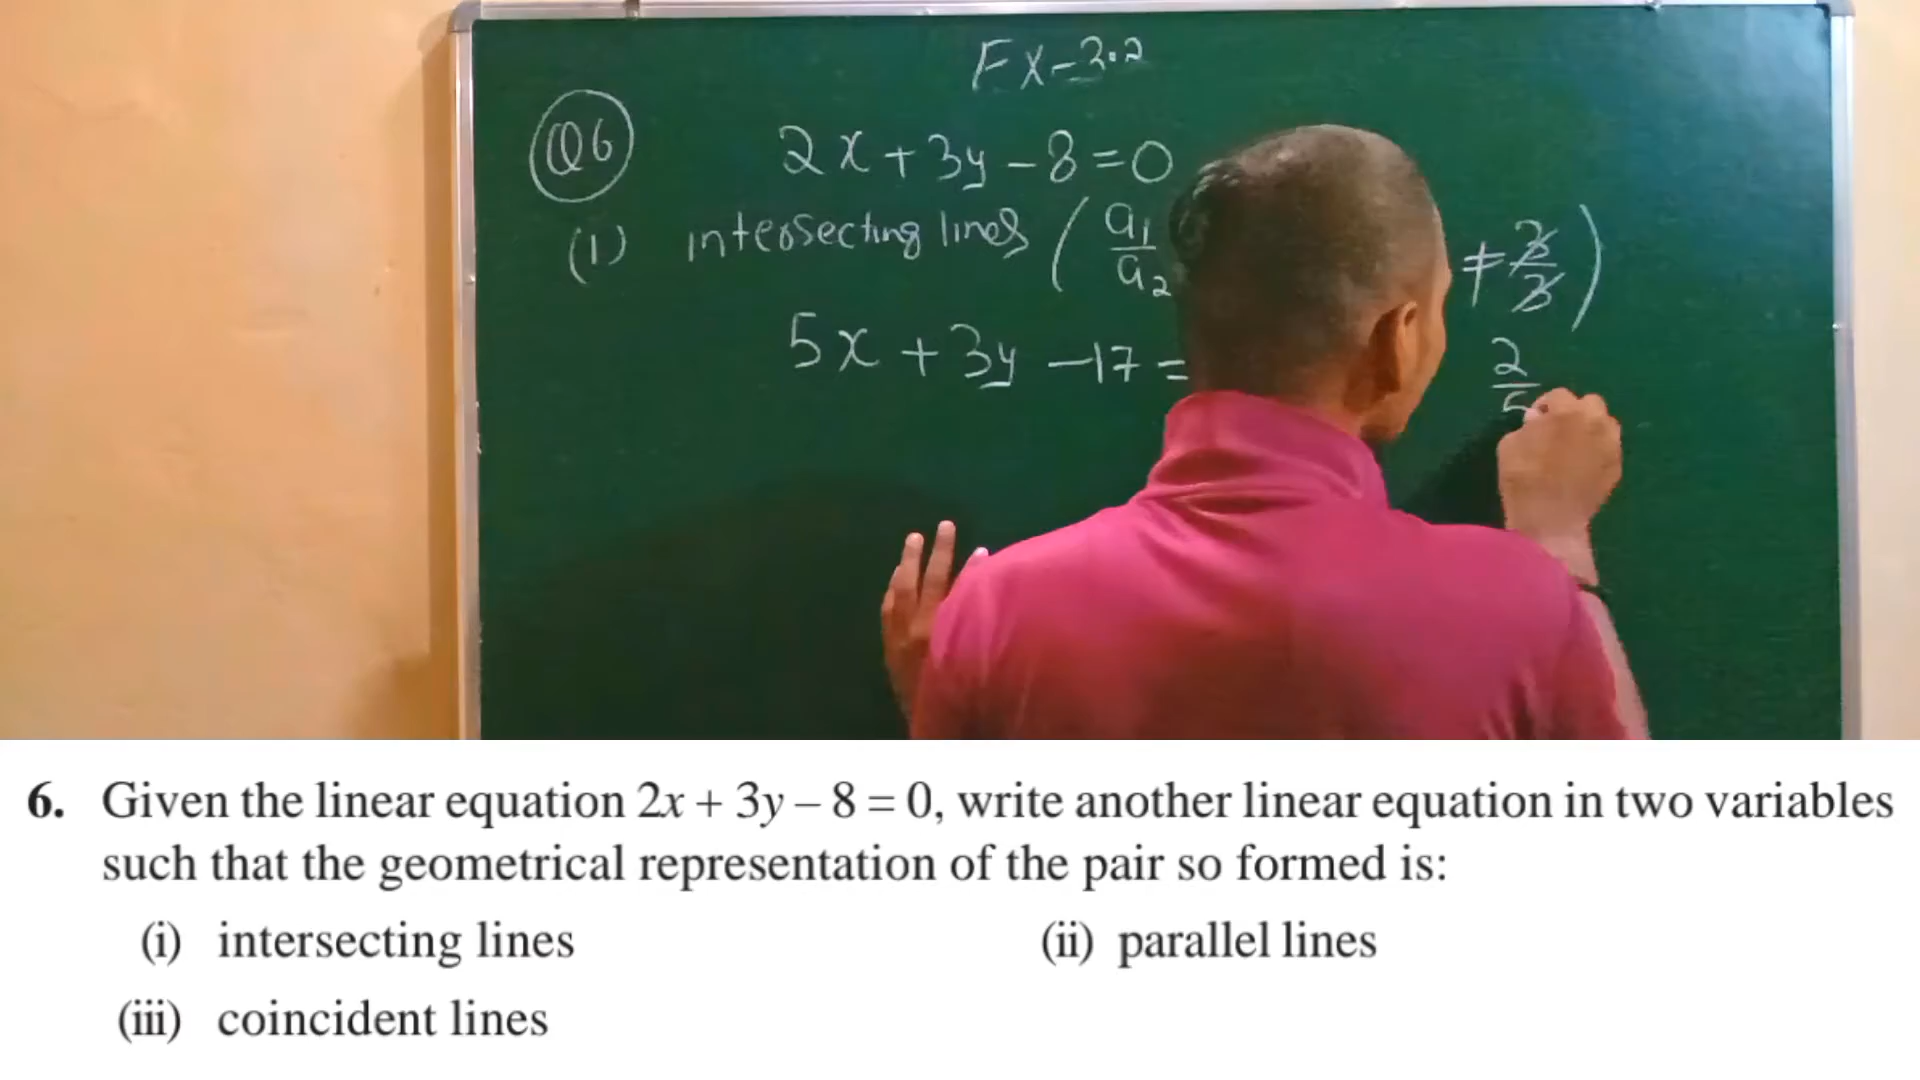 Ex-3.2
Q6
2x+3y-8=0
(1) intersecting lines ( a₁/a₂ ≠ )
5x+3y-17=
2/5
6. Given the linear equation 2x + 3y – 8 = 0, write another linear equation in two variables
such that the geometrical representation of the pair so formed is:
(i) intersecting lines (ii) parallel lines
(iii) coincident lines